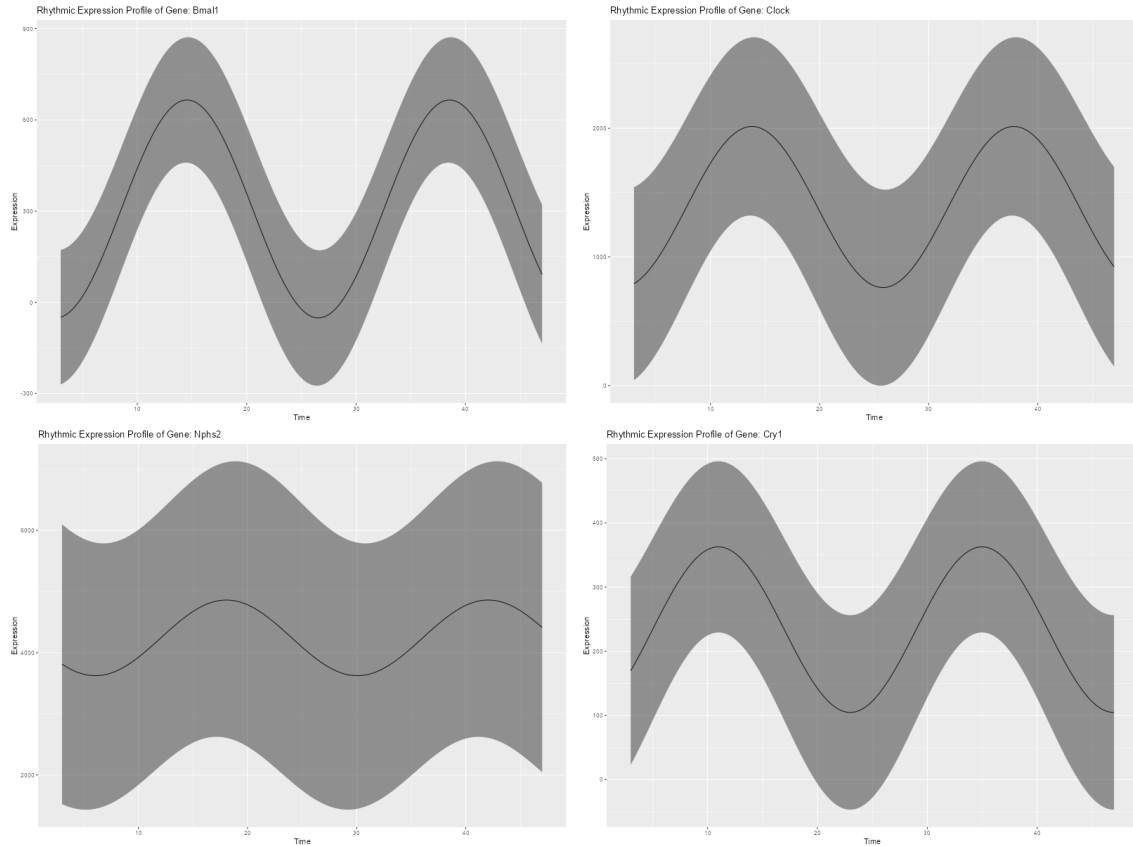 Rhythmic Expression Profile of Gene: Bmal1
900
600
300
0
-300
Expression
10
20
30
40
Time
Rhythmic Expression Profile of Gene: Clock
2000
1000
0
Expression
10
20
30
40
Time
Rhythmic Expression Profile of Gene: Nphs2
6000
4000
2000
Expression
10
20
30
40
Time
Rhythmic Expression Profile of Gene: Cry1
500
400
300
200
100
0
Expression
10
20
30
40
Time